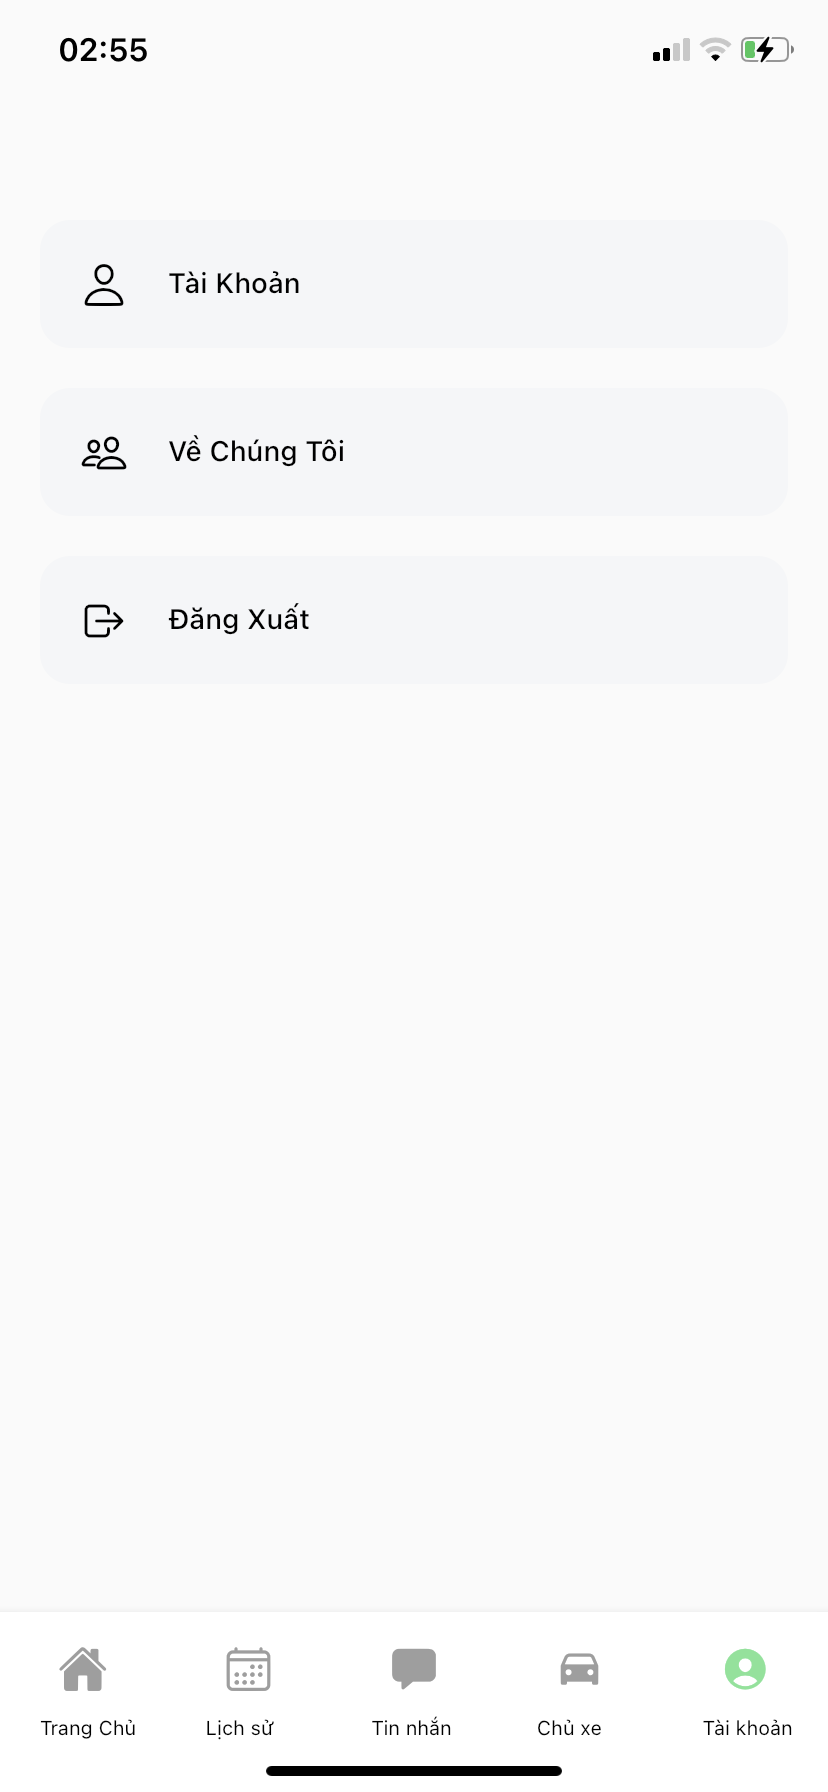 02:55
Tài Khoản
Về Chúng Tôi
Đăng Xuất
Trang Chủ
Lịch sử
Tin nhắn
Chủ xe
Tài khoản